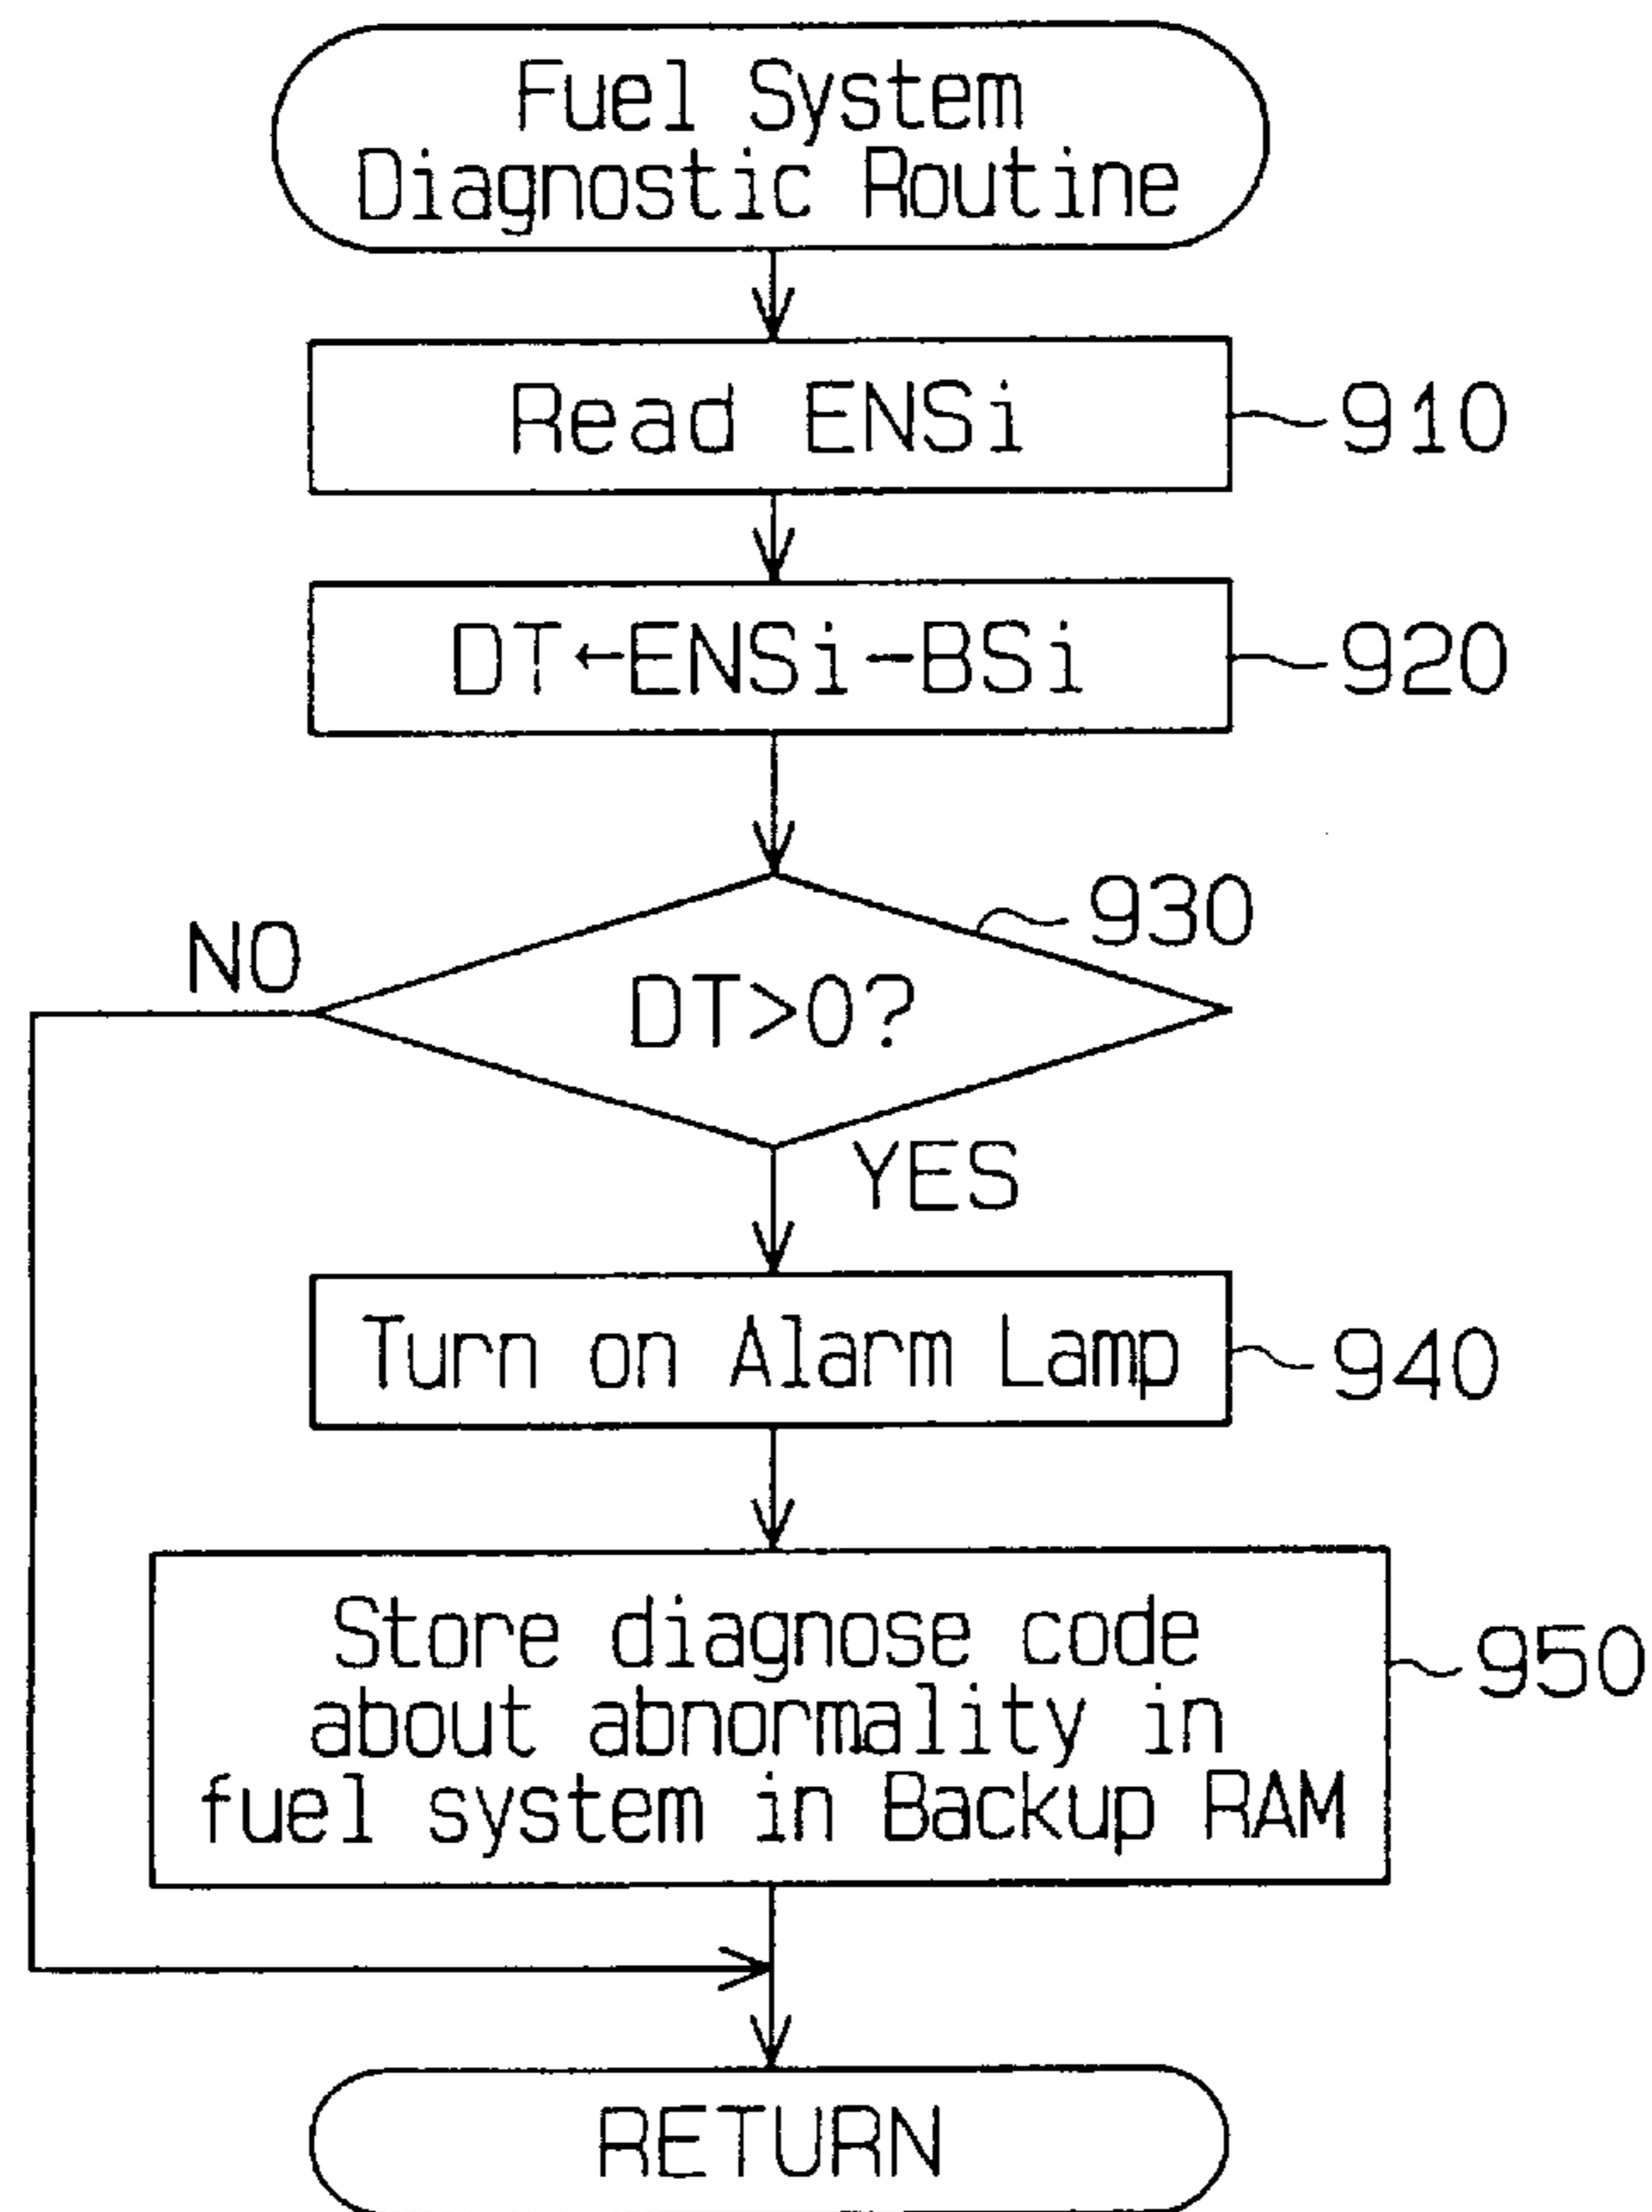 Fuel System
Diagnostic Routine
Read ENSi
910
DT←ENSi-BSi
920
930
NO
DT>0?
YES
Turn on Alarm Lamp
940
Store diagnose code
about abnormality in
fuel system in Backup RAM
950
RETURN